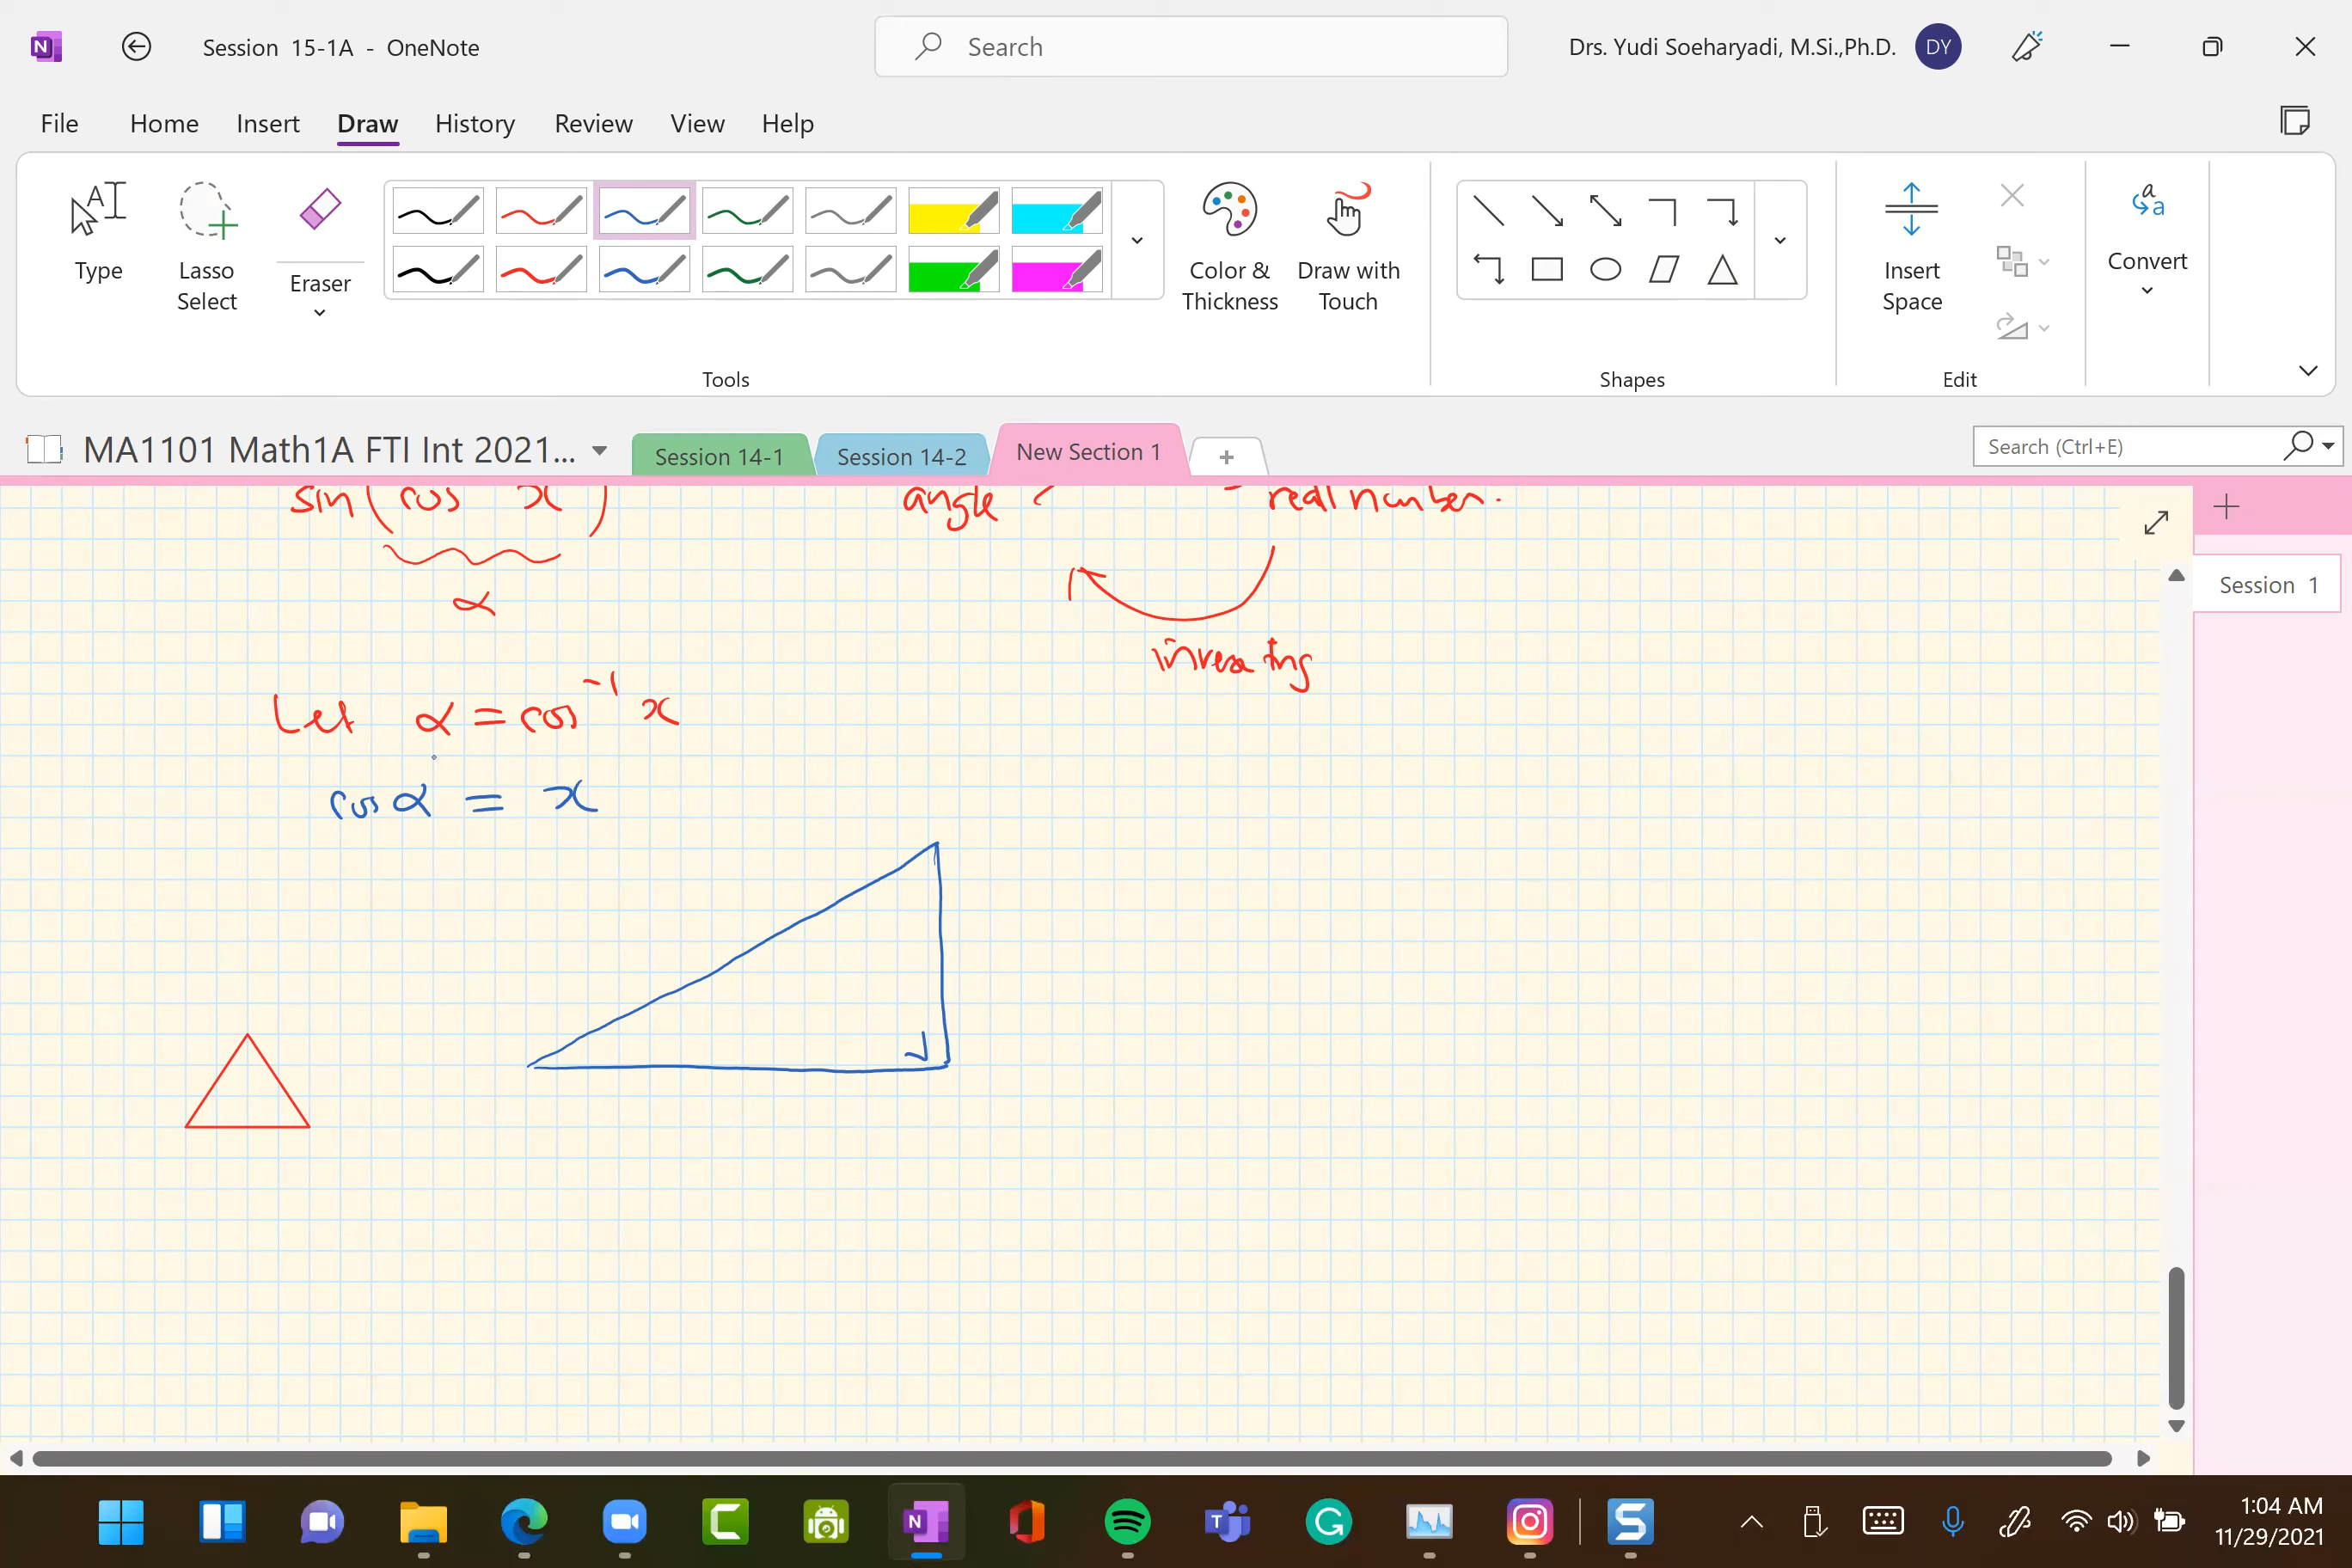 Session 15-1A - OneNote
Search
Drs. Yudi Soeharyadi, M.Si.,Ph.D.
DY
File Home Insert Draw History Review View Help
Type
Lasso Select
Eraser
Color & Thickness
Draw with Touch
Insert Space
Convert
Tools
Shapes
Edit
MA1101 Math1A FTI Int 2021...
Session 14-1
Session 14-2
New Section 1
Search (Ctrl+E)
Session 1
sin(cos x)
angle
real number.
α
Let α = cos⁻¹ x
cos α = x
1:04 AM
11/29/2021